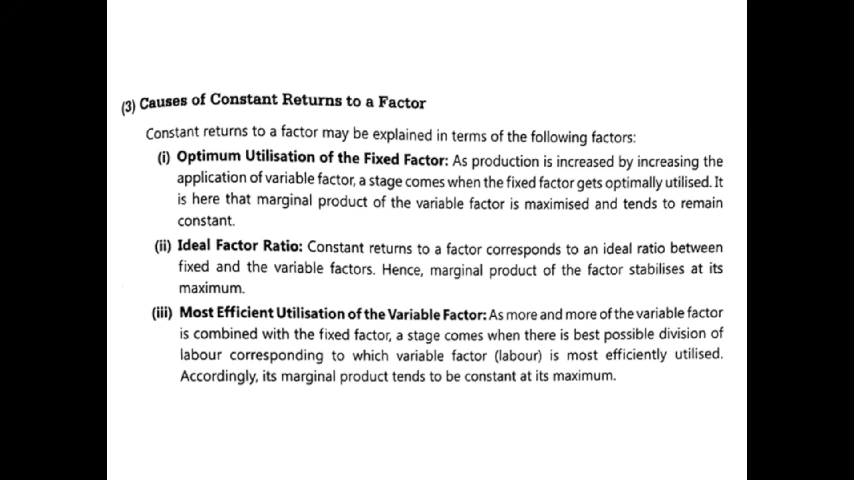 (3) Causes of Constant Returns to a Factor
Constant returns to a factor may be explained in terms of the following factors:
(i) Optimum Utilisation of the Fixed Factor: As production is increased by increasing the
application of variable factor, a stage comes when the fixed factor gets optimally utilised. It
is here that marginal product of the variable factor is maximised and tends to remain
constant.
(ii) Ideal Factor Ratio: Constant returns to a factor corresponds to an ideal ratio between
fixed and the variable factors. Hence, marginal product of the factor stabilises at its
maximum.
(iii) Most Efficient Utilisation of the Variable Factor: As more and more of the variable factor
is combined with the fixed factor, a stage comes when there is best possible division of
labour corresponding to which variable factor (labour) is most efficiently utilised.
Accordingly, its marginal product tends to be constant at its maximum.